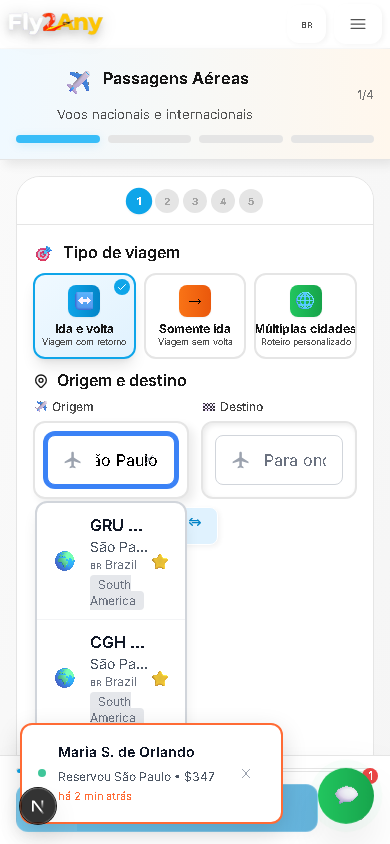 Fly2Any
BR
Passagens Aéreas
Voos nacionais e internacionais
1/4
1 2 3 4 5
Tipo de viagem
Ida e volta
Viagem com retorno
Somente ida
Viagem sem volta
Múltiplas cidades
Roteiro personalizado
Origem e destino
Origem
Destino
ão Paulo
Para ond
GRU ...
São Pa...
BR Brazil
South
America
CGH ...
São Pa...
BR Brazil
South
America
Maria S. de Orlando
Reservou São Paulo • $347
há 2 min atrás
N
1